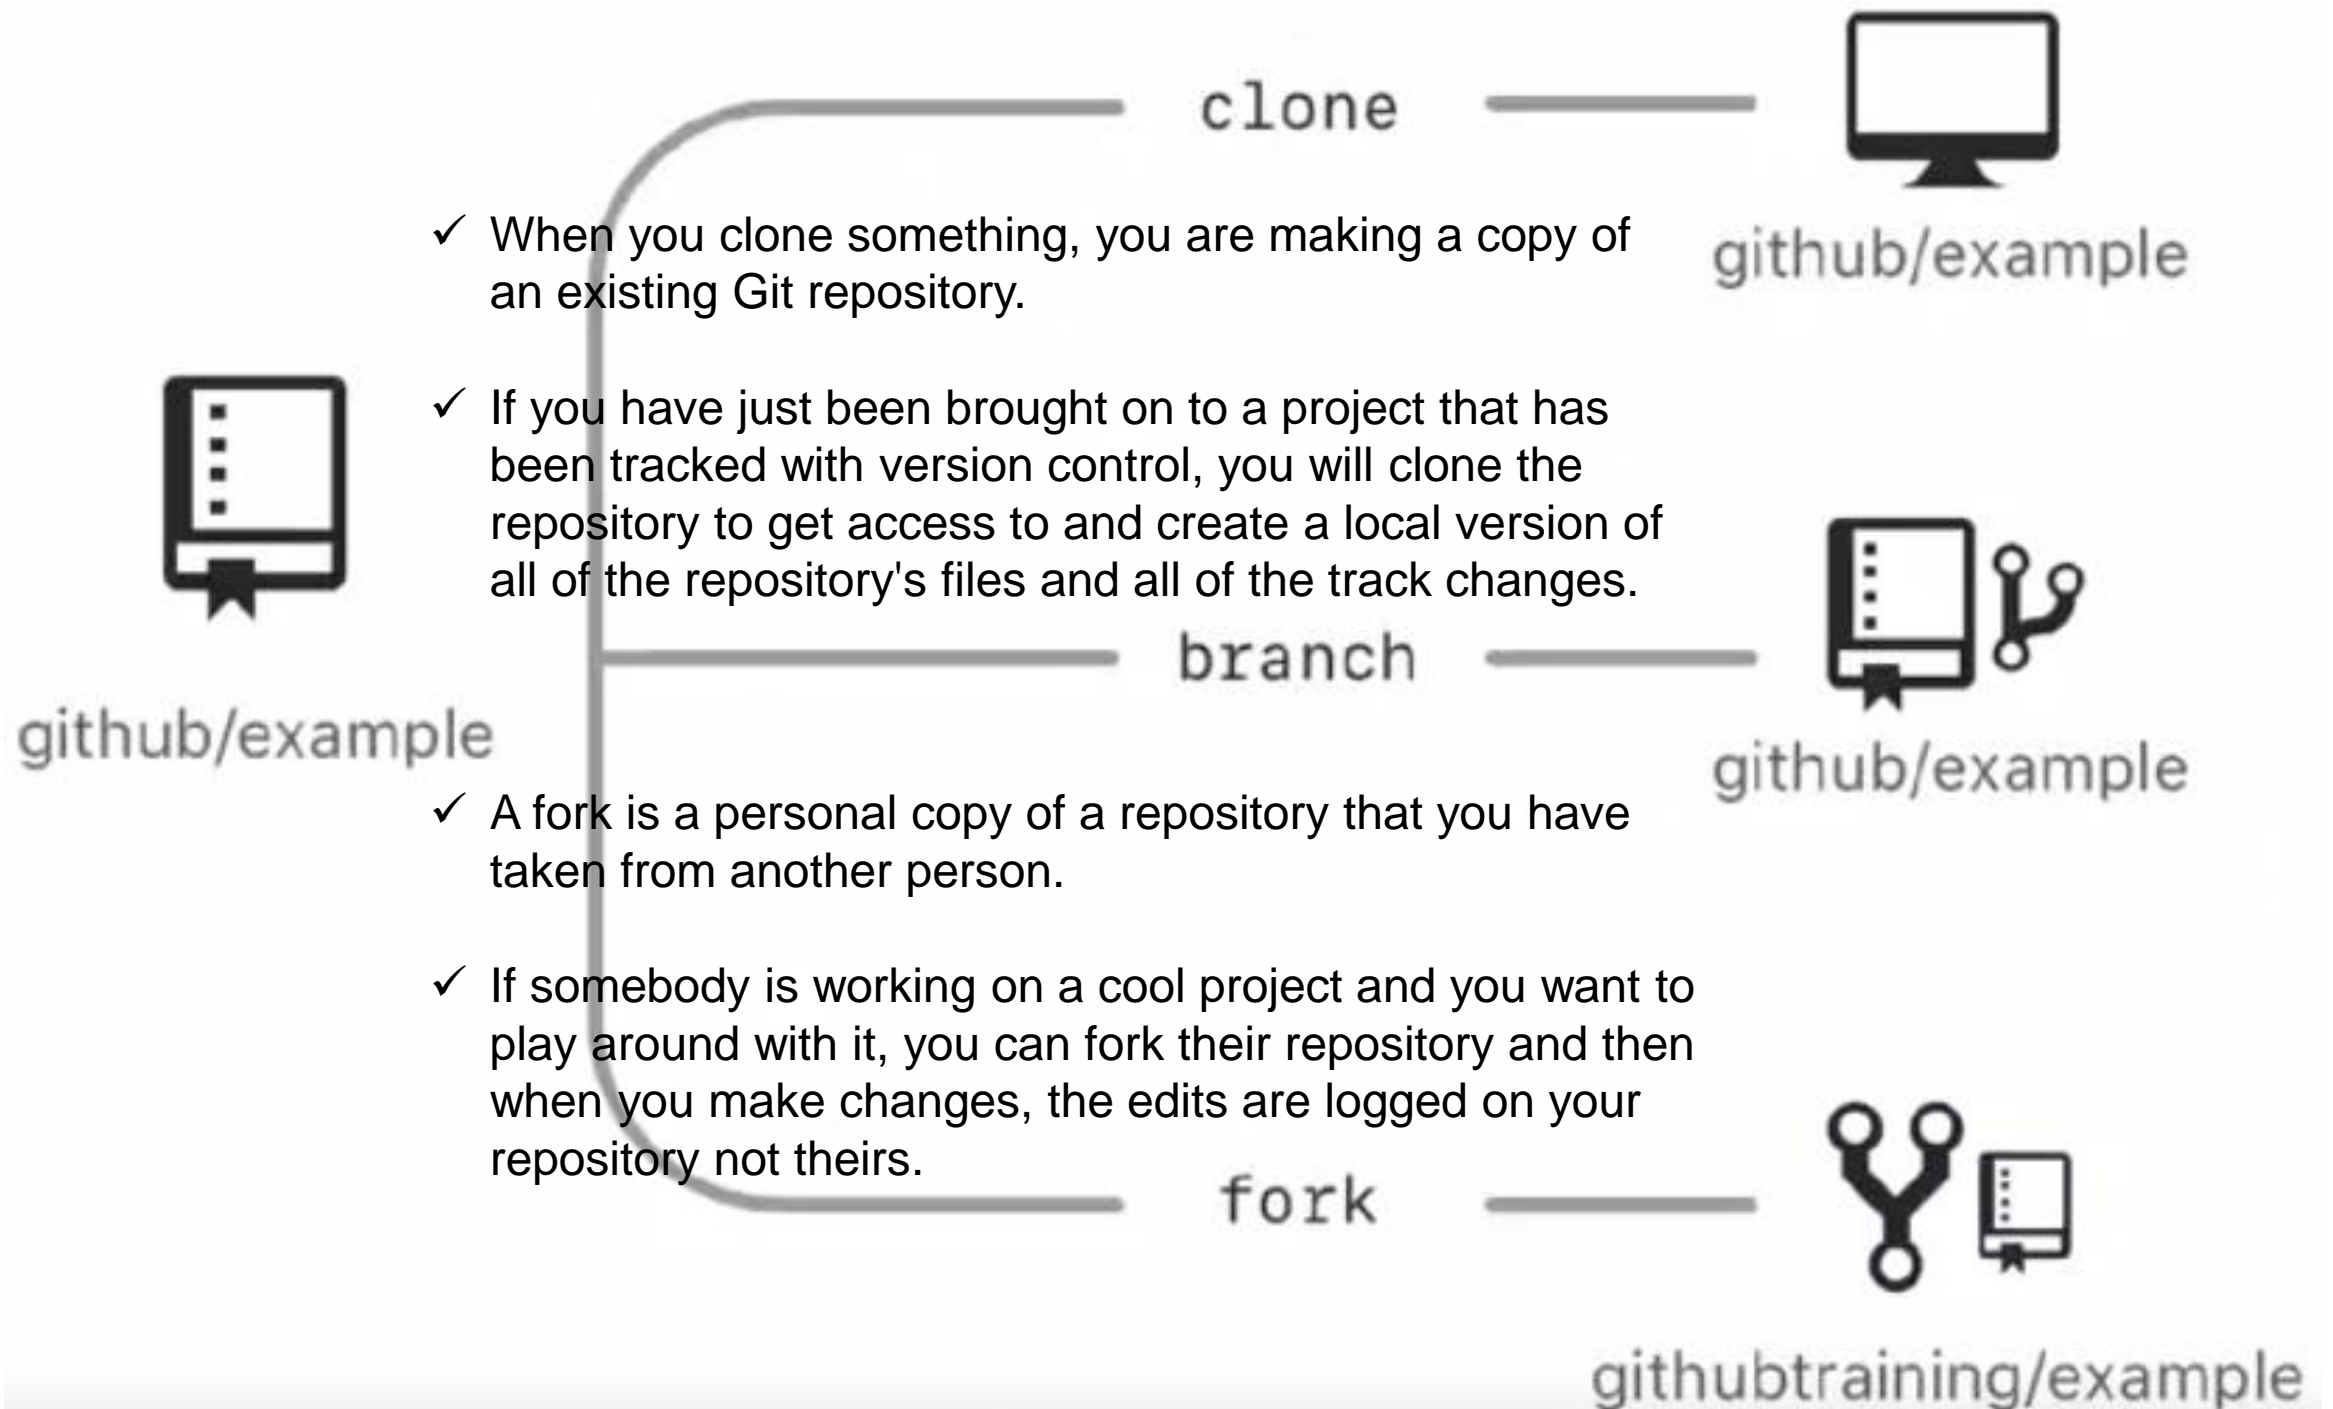 clone
✓ When you clone something, you are making a copy of
an existing Git repository.
github/example
✓ If you have just been brought on to a project that has
been tracked with version control, you will clone the
repository to get access to and create a local version of
all of the repository's files and all of the track changes.
branch
github/example
github/example
✓ A fork is a personal copy of a repository that you have
taken from another person.
✓ If somebody is working on a cool project and you want to
play around with it, you can fork their repository and then
when you make changes, the edits are logged on your
repository not theirs.
fork
githubtraining/example